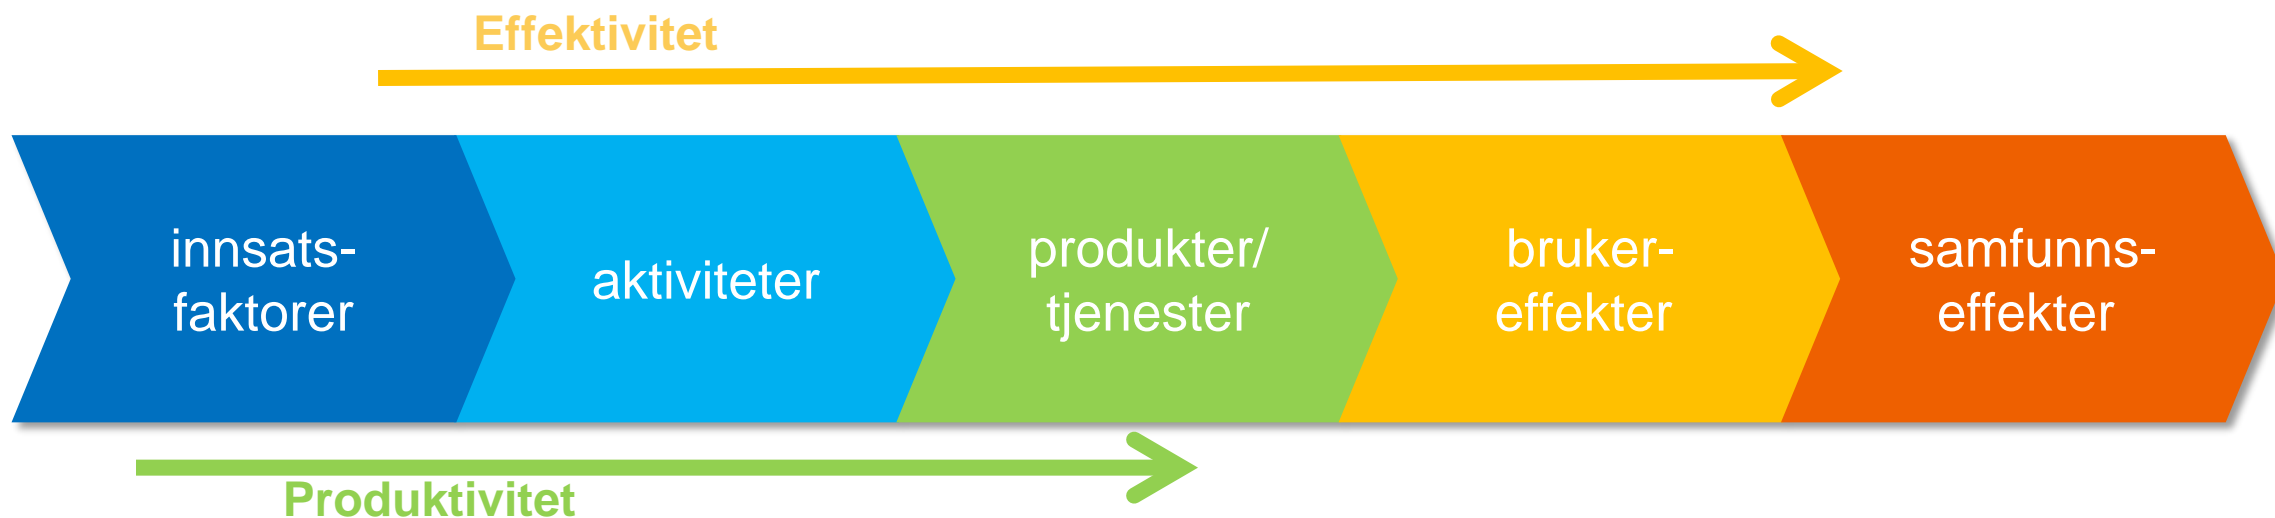 Effektivitet
innsats-
faktorer
aktiviteter
produkter/
tjenester
bruker-
effekter
samfunns-
effekter
Produktivitet